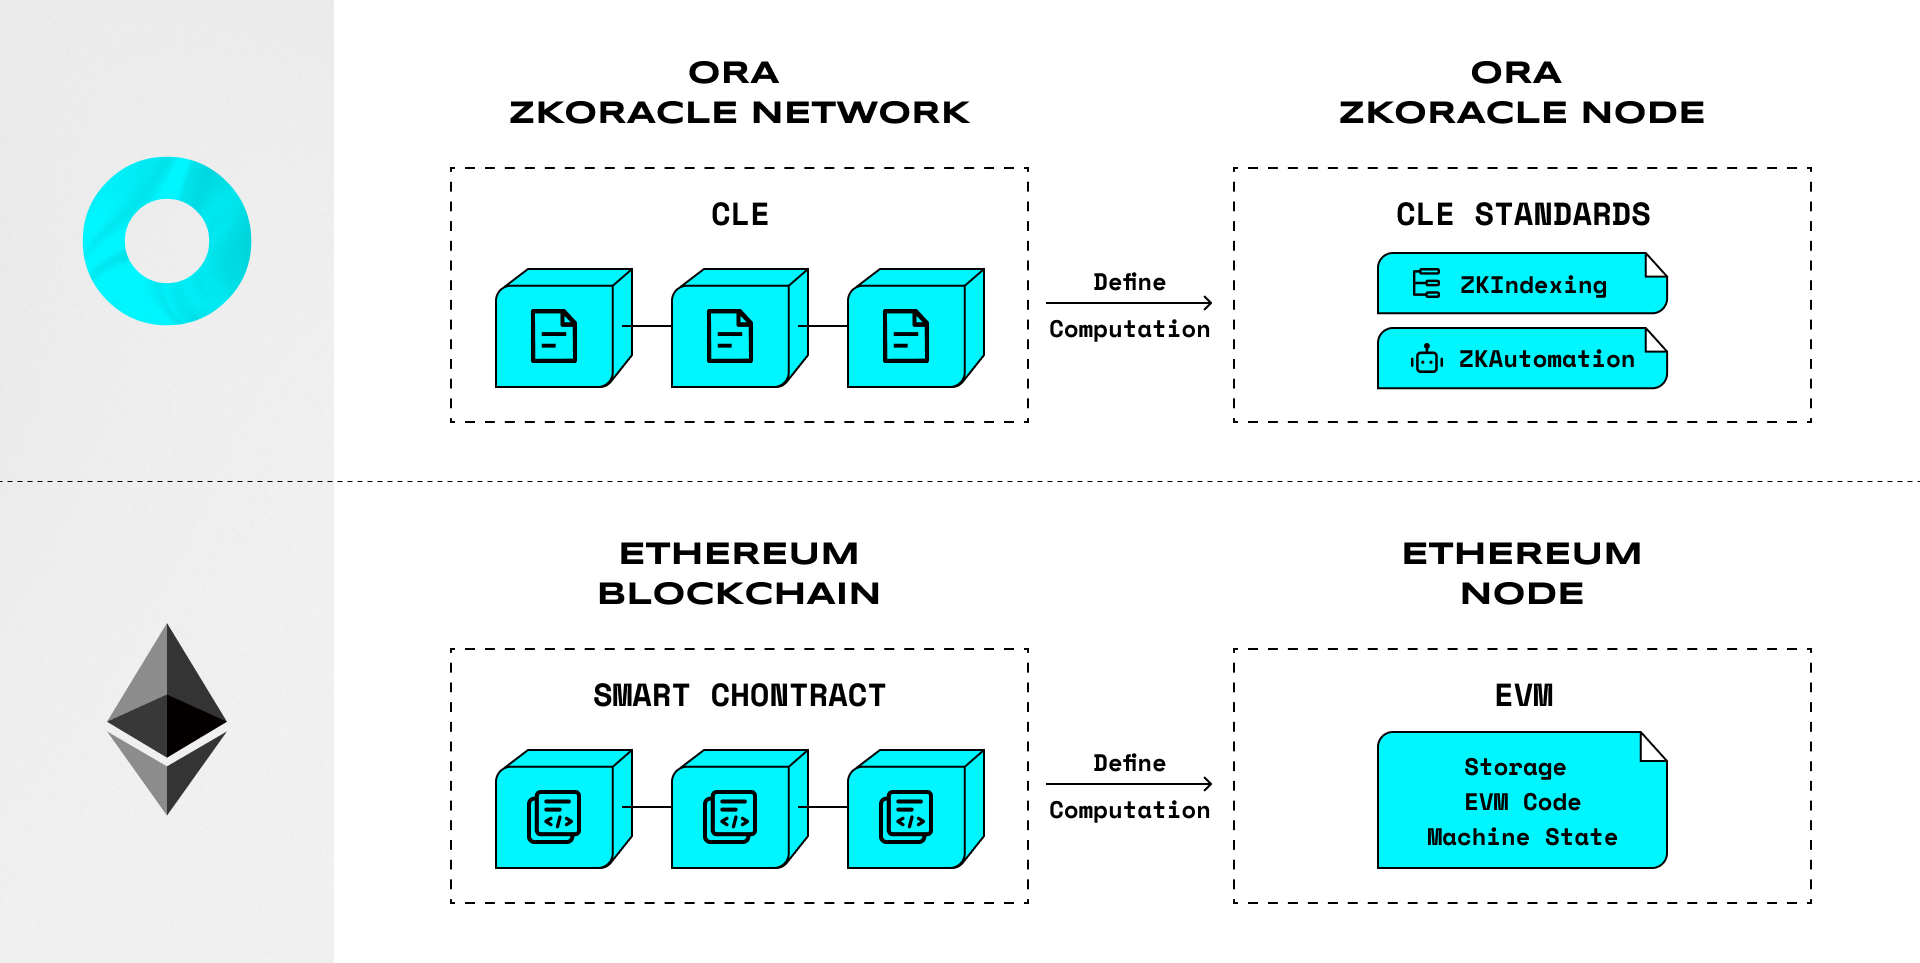 ORA
ZKORACLE NETWORK
ORA
ZKORACLE NODE
CLE
Define
Computation
CLE STANDARDS
ZKIndexing
ZKAutomation
ETHEREUM
BLOCKCHAIN
ETHEREUM
NODE
SMART CHONTRACT
</>
</>
</>
Define
Computation
EVM
Storage
EVM Code
Machine State